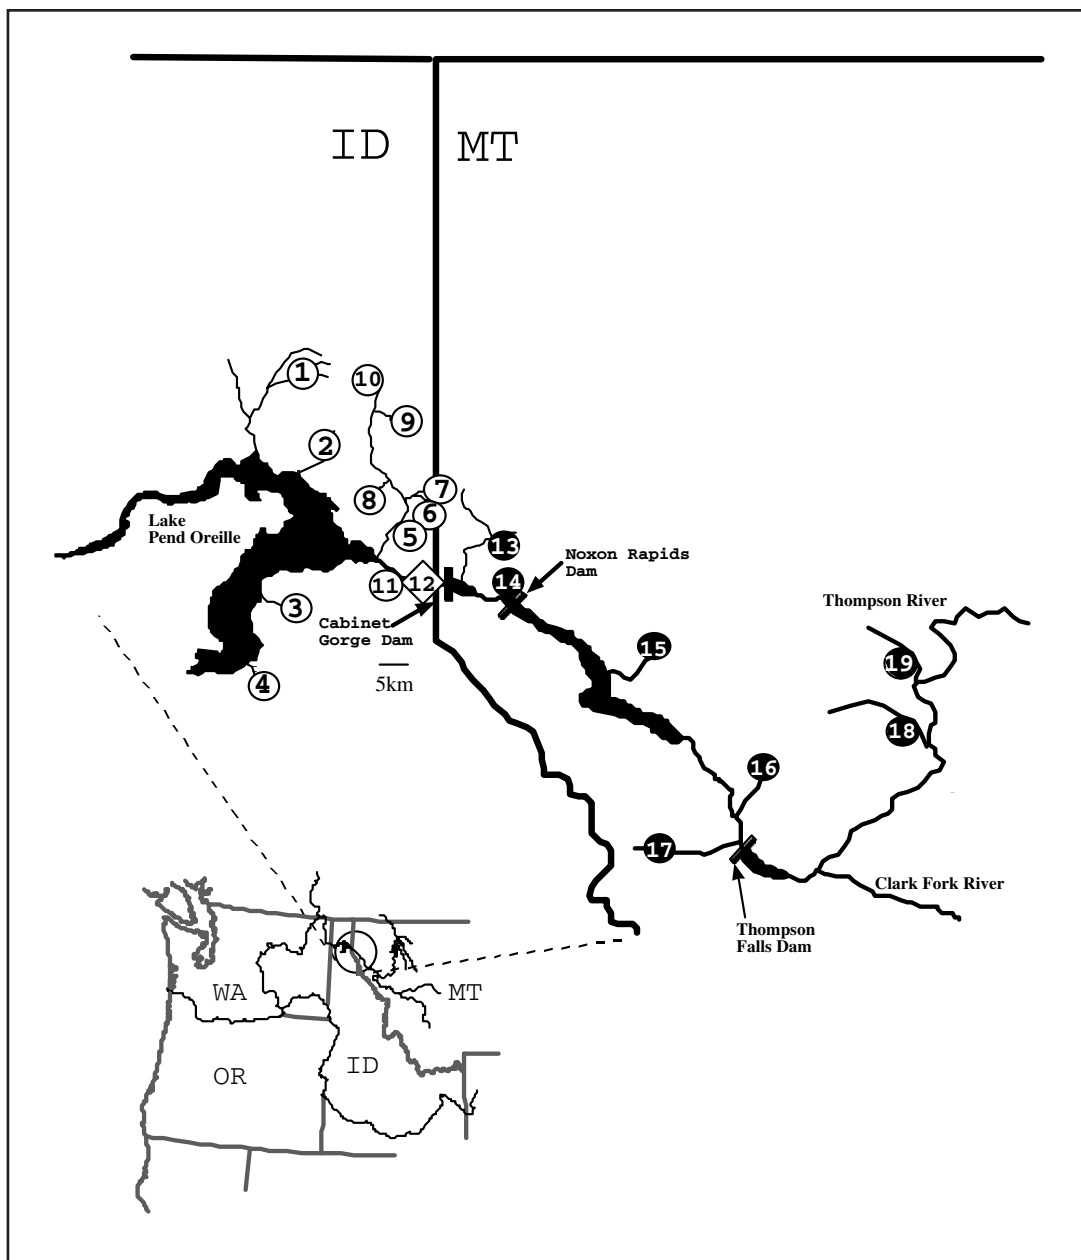 ID
MT
1
10
9
2
7
8
6
5
Lake
Pend Oreille
13
Noxon Rapids
Dam
11
12
14
3
Cabinet
Gorge Dam
Thompson River
15
4
5km
19
18
16
17
Clark Fork River
Thompson
Falls Dam
WA
MT
ID
OR